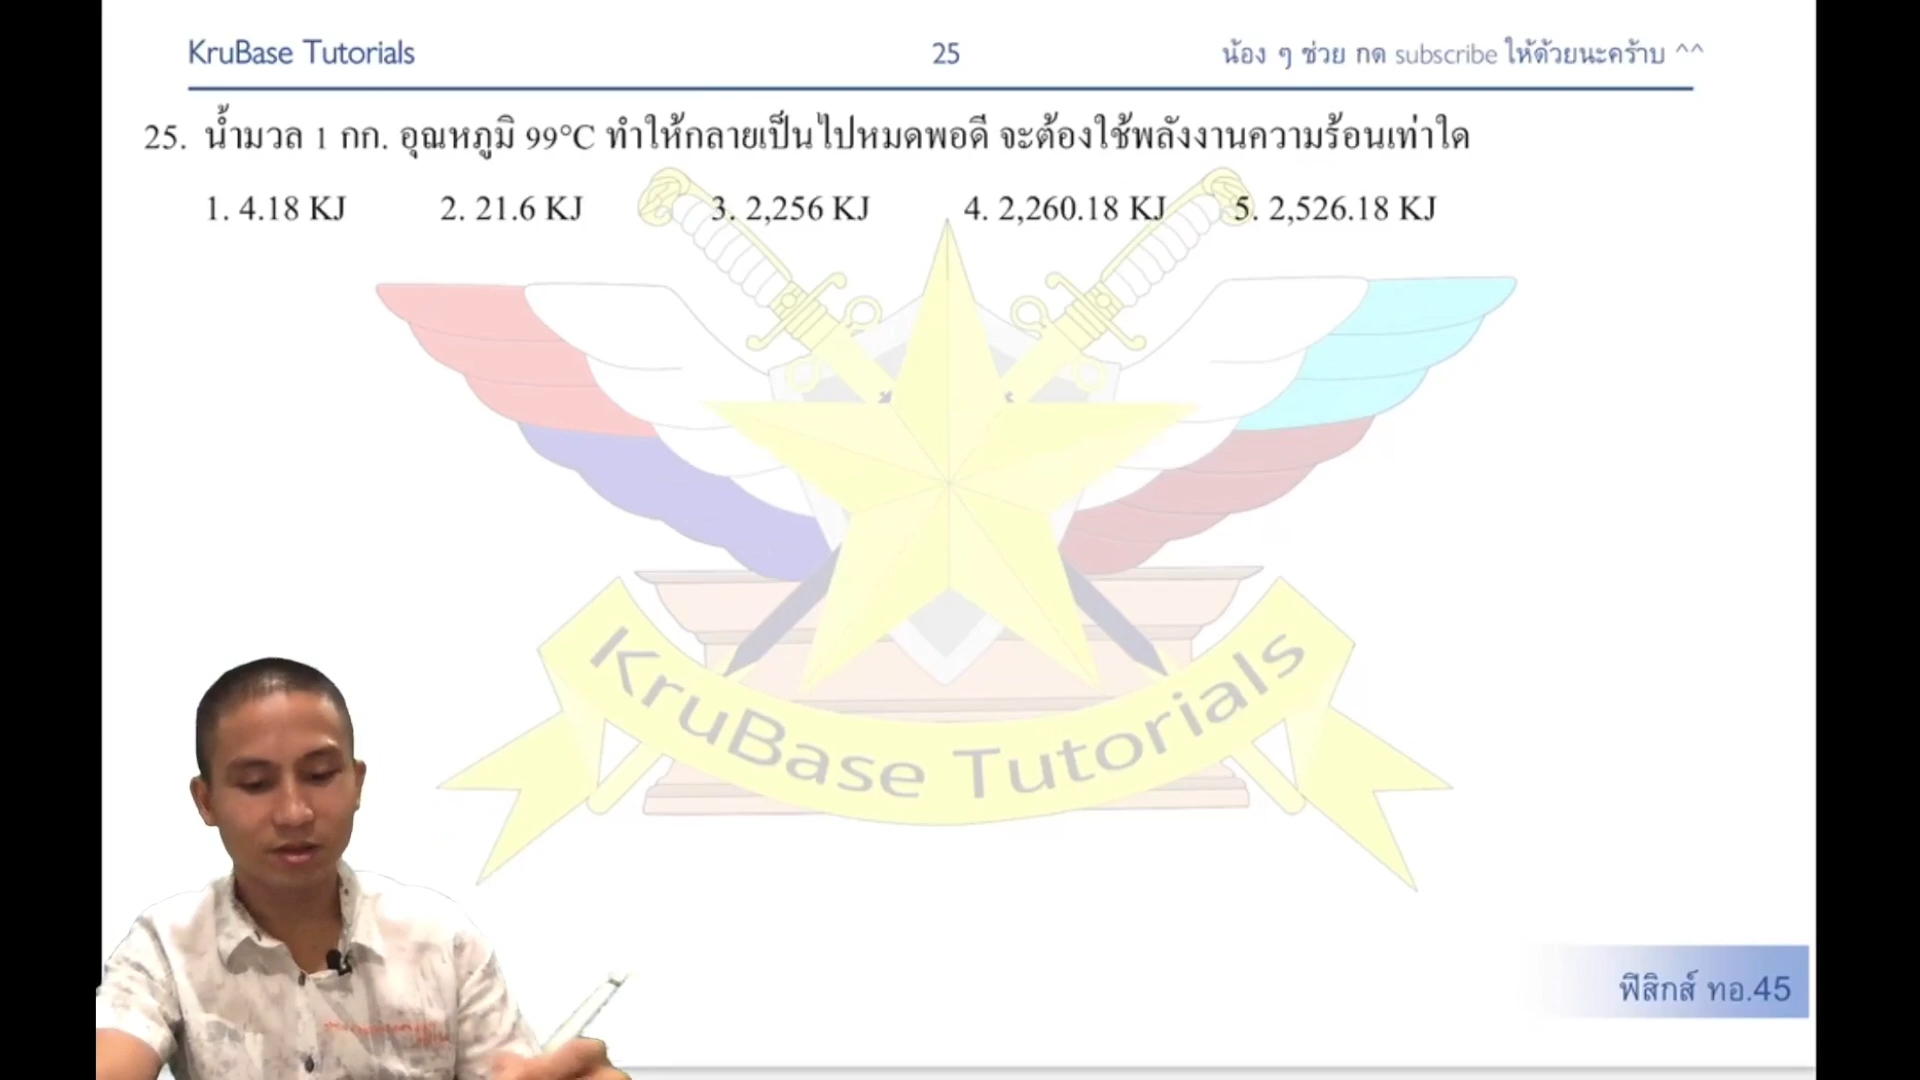 KruBase Tutorials 25 น้อง ๆ ช่วย กด subscribe ให้ด้วยนะคร้าบ ^^
25. น้ำมวล 1 กก. อุณหภูมิ 99°C ทำให้กลายเป็นไปหมดพอดี จะต้องใช้พลังงานความร้อนเท่าใด
1. 4.18 KJ 2. 21.6 KJ 3. 2,256 KJ 4. 2,260.18 KJ 5. 2,526.18 KJ
KruBase Tutorials
ฟิสิกส์ ทอ.45